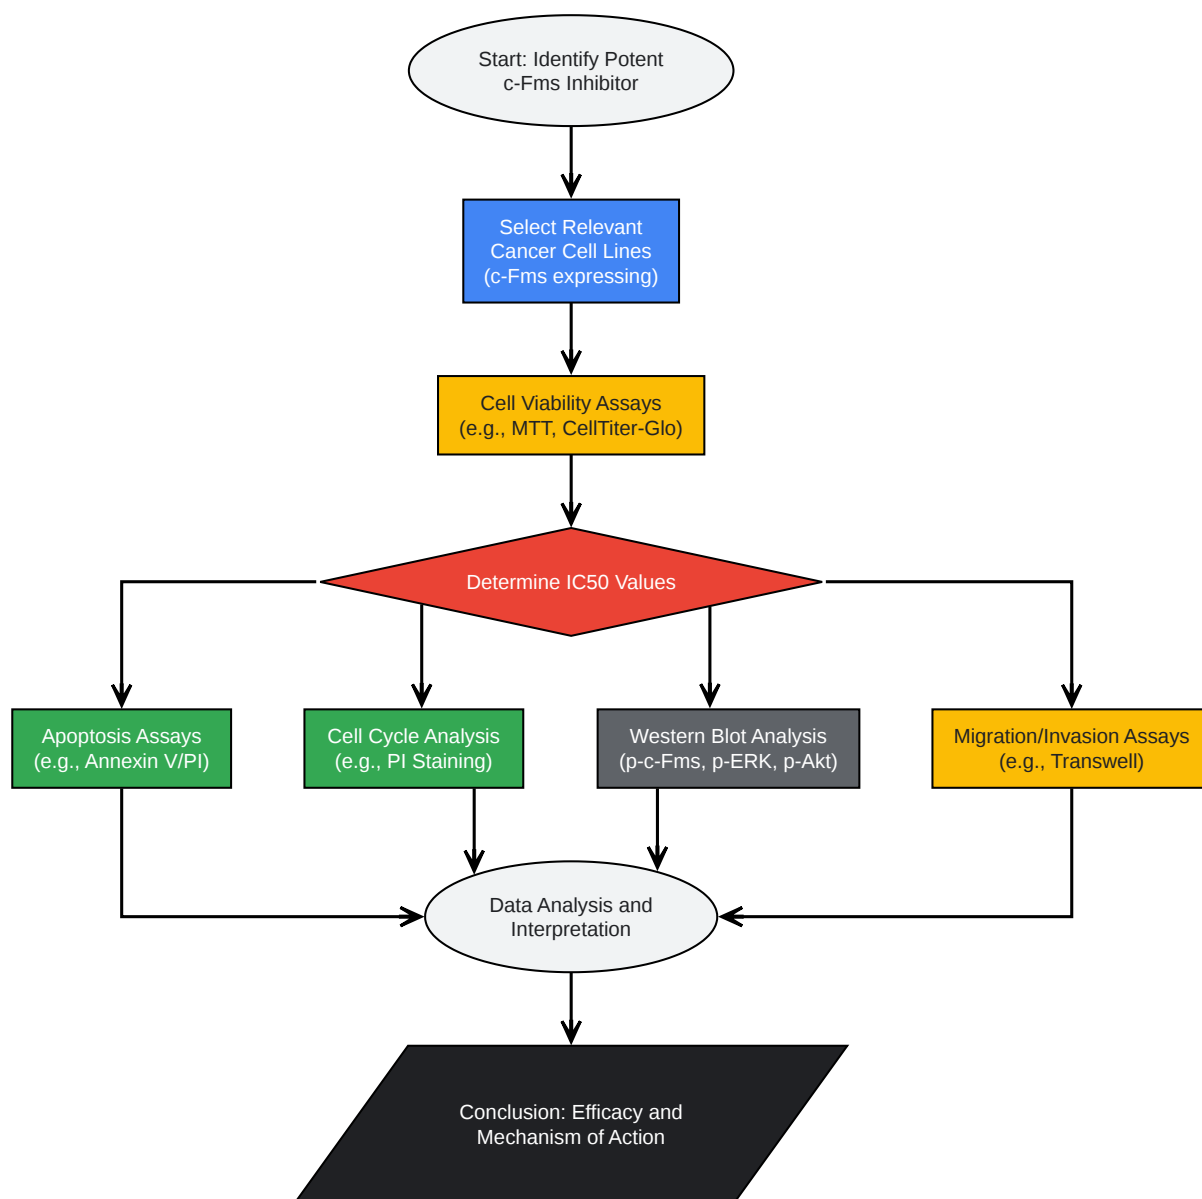 Start: Identify Potent
c-Fms Inhibitor
Select Relevant
Cancer Cell Lines
(c-Fms expressing)
Cell Viability Assays
(e.g., MTT, CellTiter-Glo)
Determine IC50 Values
Apoptosis Assays
(e.g., Annexin V/PI)
Cell Cycle Analysis
(e.g., PI Staining)
Western Blot Analysis
(p-c-Fms, p-ERK, p-Akt)
Migration/Invasion Assays
(e.g., Transwell)
Data Analysis and
Interpretation
Conclusion: Efficacy and
Mechanism of Action